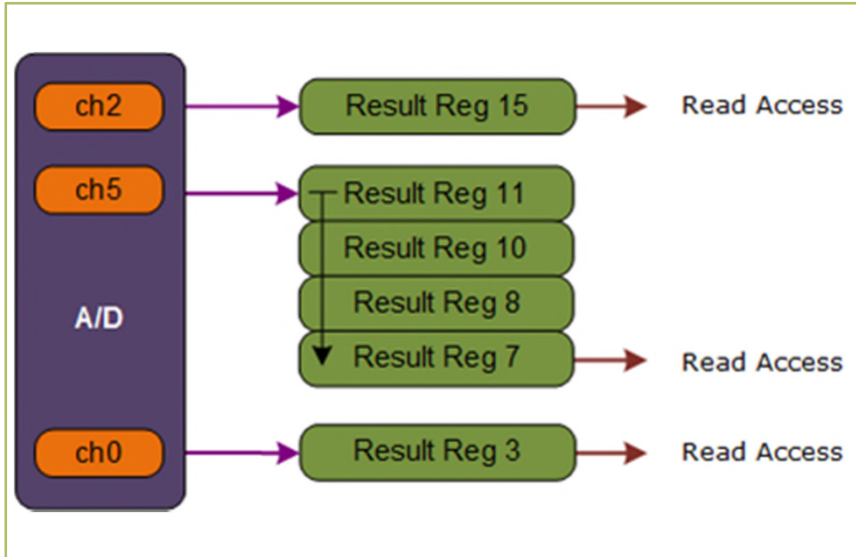 ch2
Result Reg 15
Read Access
ch5
Result Reg 11
Result Reg 10
A/D
Result Reg 8
Result Reg 7
Read Access
ch0
Result Reg 3
Read Access